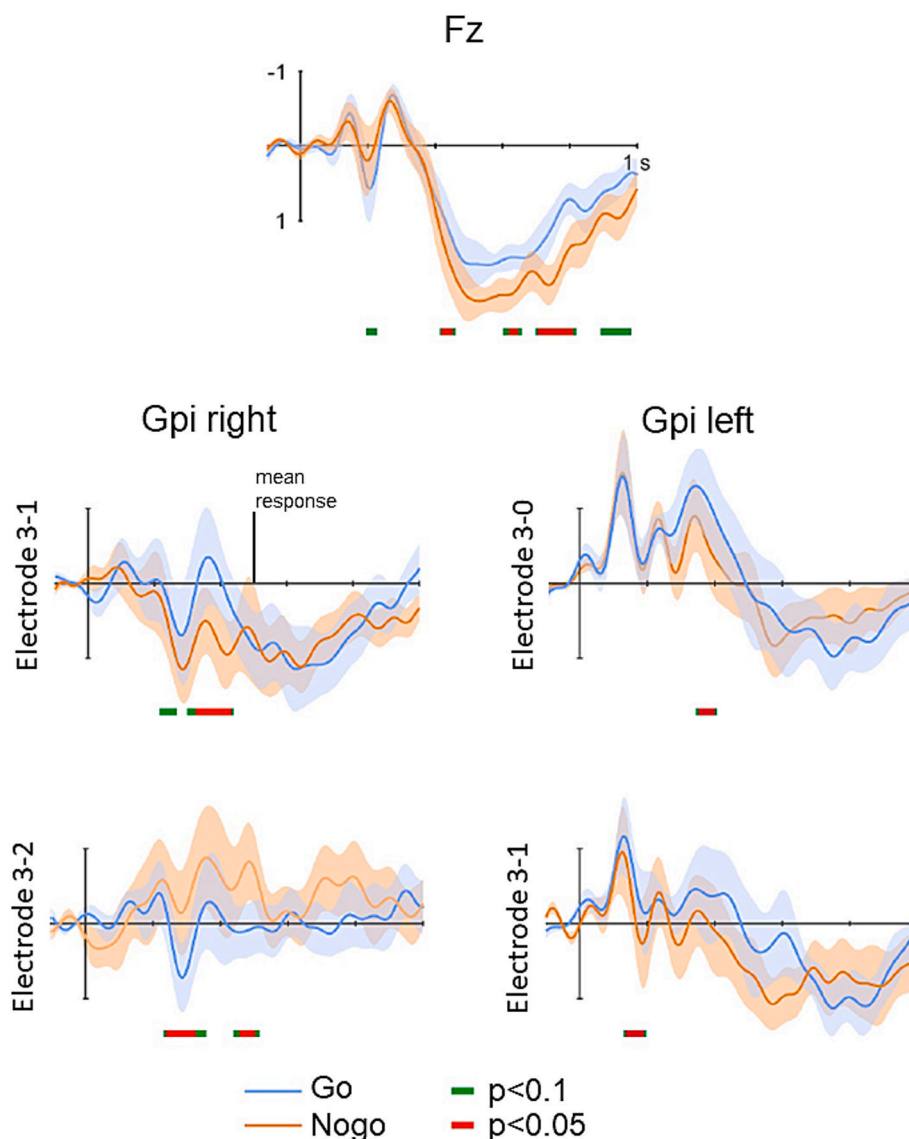 Fz
-1
1 s
1
Gpi right
Gpi left
mean
response
Electrode 3-1
Electrode 3-0
Electrode 3-2
Electrode 3-1
Go
p<0.1
Nogo
p<0.05